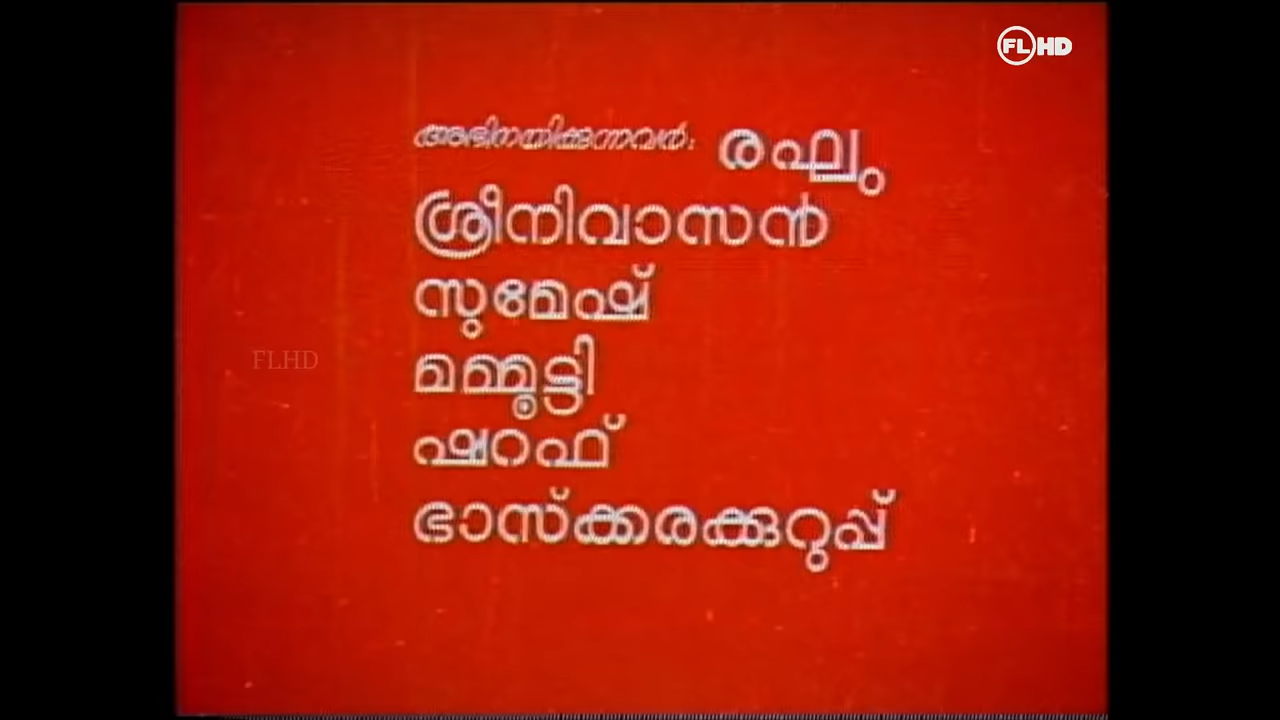 FLHD
അഭിനയിക്കുന്നവർ: രഘു
ശ്രീനിവാസൻ
സുമേഷ്
FLHD
മമ്മൂട്ടി
ഷറഫ്
ഭാസ്ക്കരക്കുറുപ്പ്